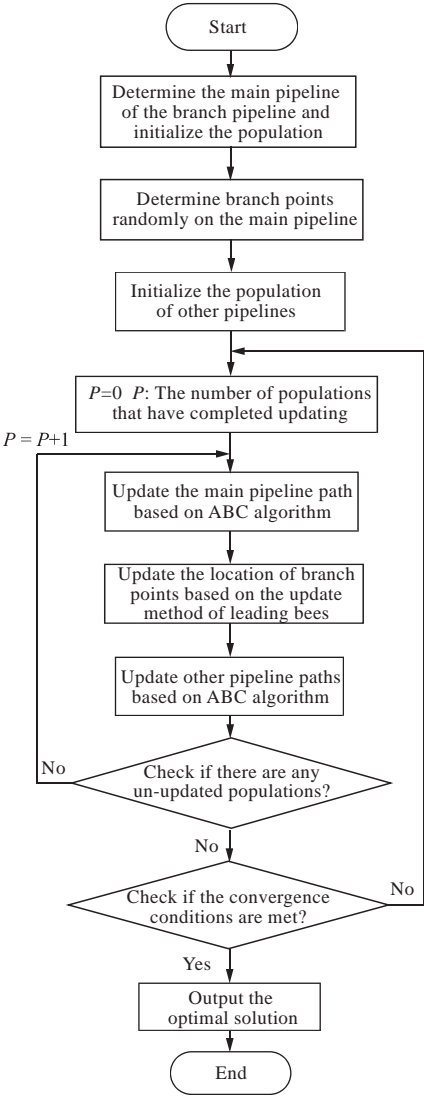 Start
Determine the main pipeline
of the branch pipeline and
initialize the population
Determine branch points
randomly on the main pipeline
Initialize the population
of other pipelines
P=0 P: The number of populations
that have completed updating
P = P+1
Update the main pipeline path
based on ABC algorithm
Update the location of branch
points based on the update
method of leading bees
Update other pipeline paths
based on ABC algorithm
No
Check if there are any
un-updated populations?
No
Check if the convergence
conditions are met?
No
Yes
Output the
optimal solution
End